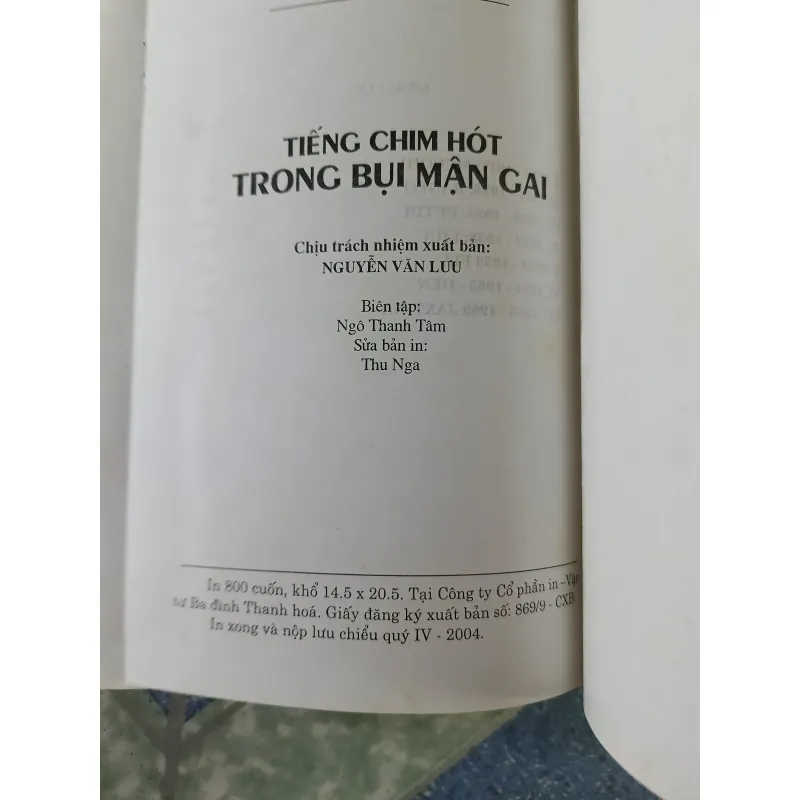 TIẾNG CHIM HÓT
TRONG BỤI MẬN GAI
Chịu trách nhiệm xuất bản:
NGUYỄN VĂN LƯU
Biên tập:
Ngô Thanh Tâm
Sửa bản in:
Thu Nga
In 800 cuốn, khổ 14.5 x 20.5. Tại Công ty Cổ phần in – Vật
tư Ba đình Thanh hoá. Giấy đăng ký xuất bản số: 869/9 - CXB
In xong và nộp lưu chiểu quý IV - 2004.